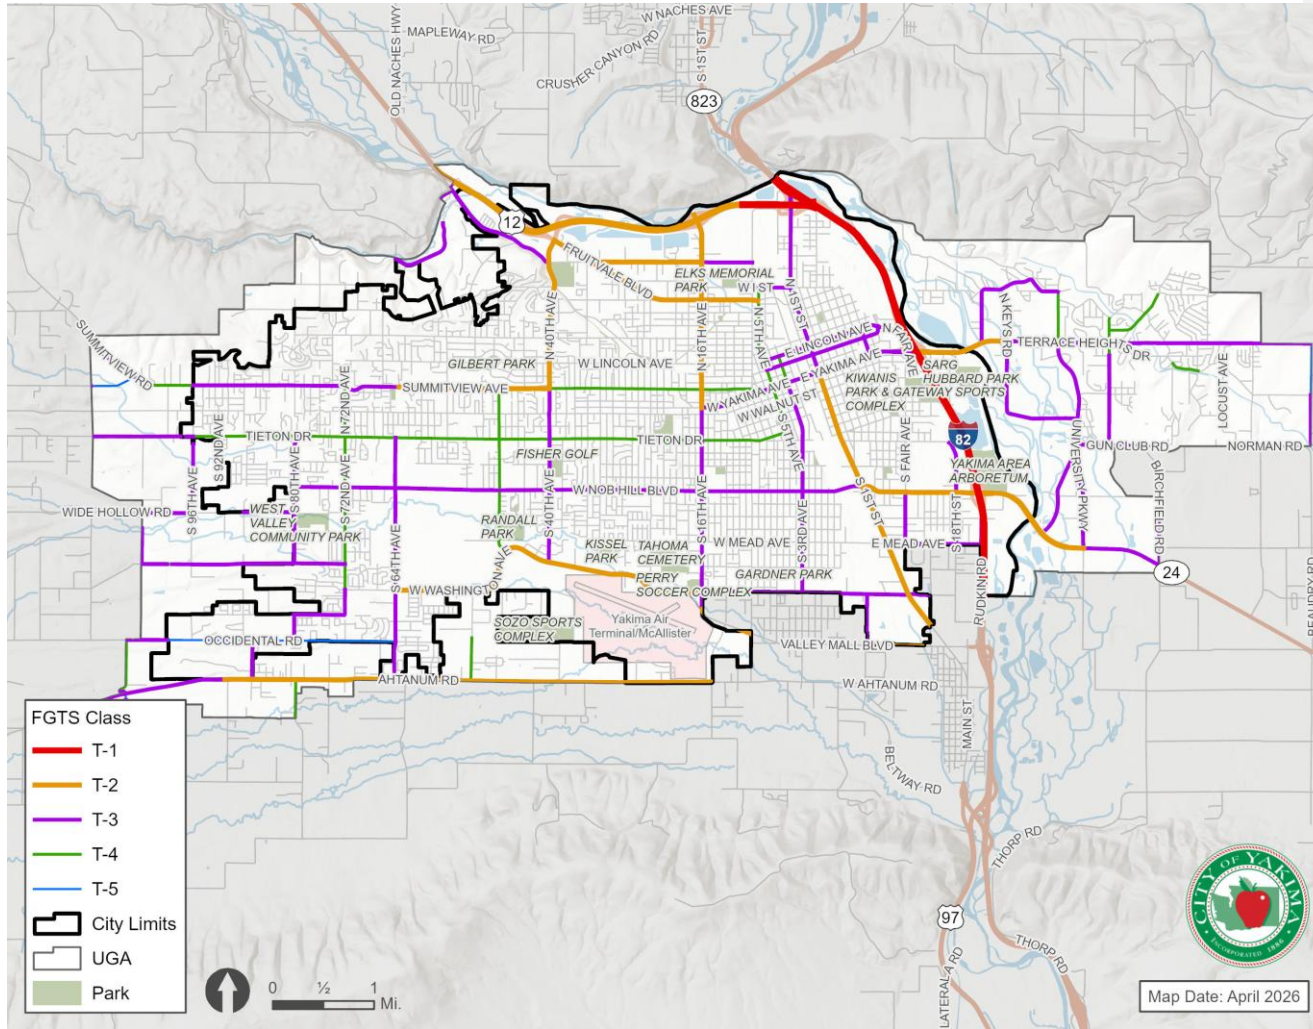 W NACHES AVE
MAPLEWAY RD
OLD NACHES HWY
CRUSHER CANYON RD
S 1ST ST
823
12
FRUITVALE BLVD
ELKS MEMORIAL
PARK
W I ST
N 1ST ST
N 5TH AVE
N 16TH AVE
N 40TH AVE
N KEYS RD
TERRACE HEIGHTS
DR
E LINCOLN AVE
N FAIR AVE
SUMMITVIEW RD
GILBERT PARK
W LINCOLN AVE
E YAKIMA AVE
SARG
HUBBARD PARK
KIWANIS
PARK & GATEWAY SPORTS
COMPLEX
LOCUST AVE
N 72ND AVE
SUMMITVIEW AVE
W YAKIMA AVE
W WALNUT ST
S 5TH AVE
S 92ND AVE
TIETON DR
TIETON DR
S FAIR AVE
82
UNIVERSITY PKWY
GUN CLUB RD
NORMAN RD
FISHER GOLF
YAKIMA AREA
ARBORETUM
BIRCHFIELD RD
S 96TH AVE
S 80TH AVE
S 72ND AVE
S 40TH AVE
W NOB HILL BLVD
S 16TH AVE
S 1ST ST
S 18TH ST
WIDE HOLLOW RD
WEST
VALLEY
COMMUNITY PARK
RANDALL
PARK
KISSEL
PARK
TAHOMA
CEMETERY
W MEAD AVE
S 3RD AVE
E MEAD AVE
S 64TH AVE
W WASHINGTON AVE
PERRY
SOCCER COMPLEX
GARDNER PARK
RUDKIN RD
24
BEAUDRY RD
OCCIDENTAL RD
SOZO SPORTS
COMPLEX
Yakima Air
Terminal/McAllister
VALLEY MALL BLVD
AHTANUM RD
W AHTANUM RD
MAIN ST
BELTWAY RD
THORP RD
97
LATERAL A RD
THORP RD
FGTS Class
T-1
T-2
T-3
T-4
T-5
City Limits
UGA
Park
0 ½ 1
Mi.
CITY OF YAKIMA
INCORPORATED 1886
Map Date: April 2026